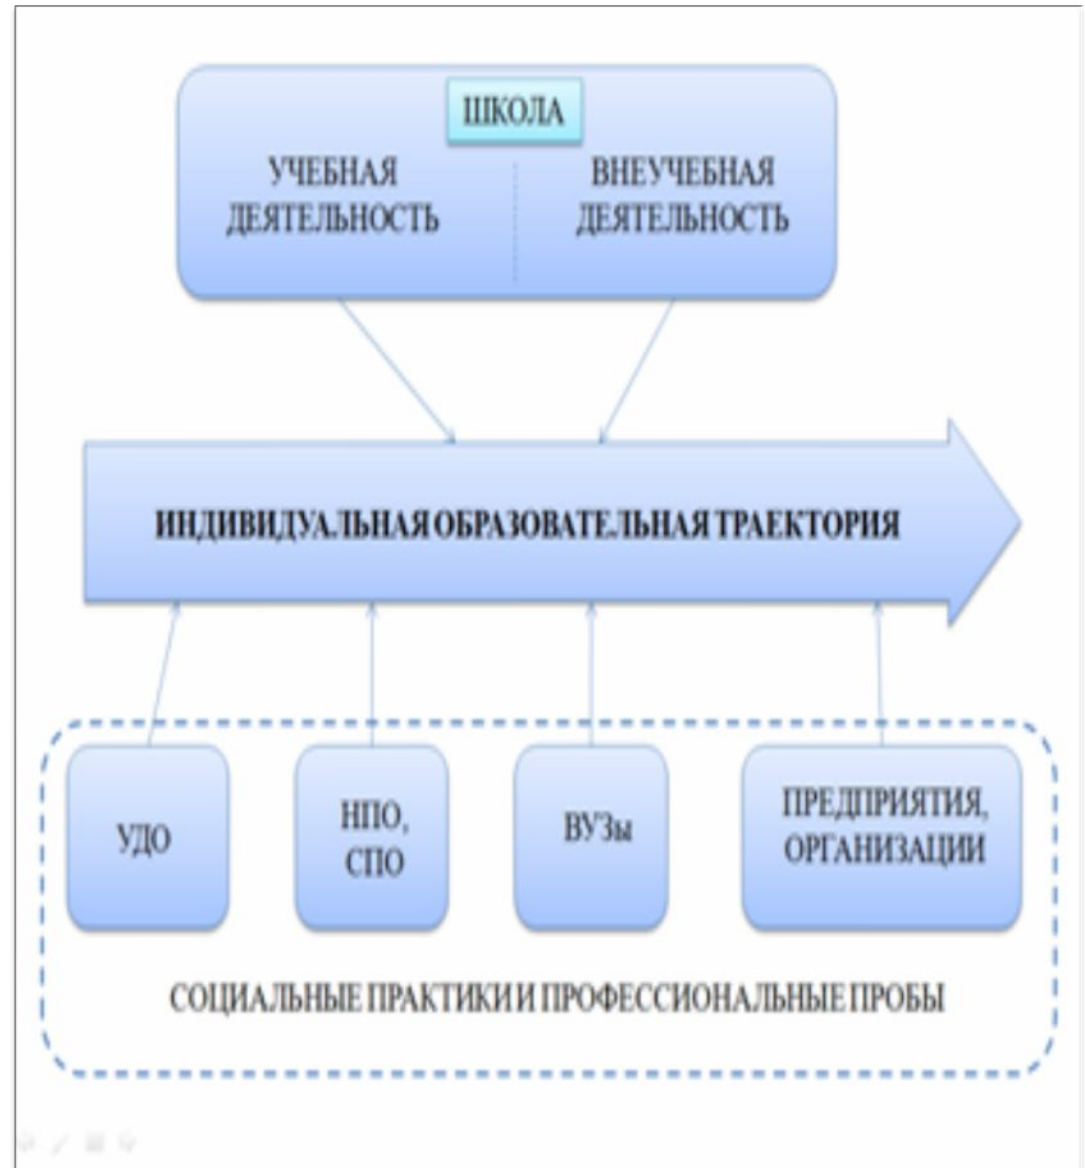 ШКОЛА
УЧЕБНАЯ
ДЕЯТЕЛЬНОСТЬ
ВНЕУЧЕБНАЯ
ДЕЯТЕЛЬНОСТЬ
ИНДИВИДУАЛЬНАЯ ОБРАЗОВАТЕЛЬНАЯ ТРАЕКТОРИЯ
УДО
НПО,
СПО
ВУЗы
ПРЕДПРИЯТИЯ,
ОРГАНИЗАЦИИ
СОЦИАЛЬНЫЕ ПРАКТИКИ И ПРОФЕССИОНАЛЬНЫЕ ПРОБЫ